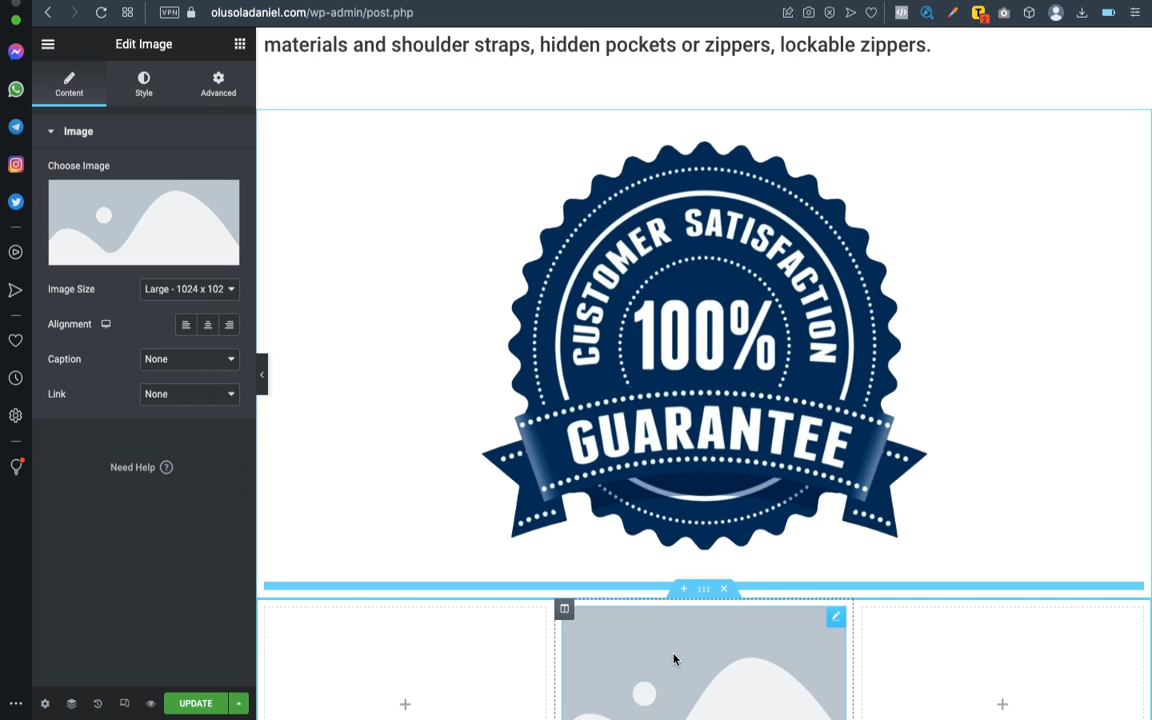 VPN olusoladaniel.com/wp-admin/post.php
2
Edit Image
Content
Style
Advanced
Image
Choose Image
Image Size
Large - 1024 x 102
Alignment
Caption
None
Link
None
Need Help ?
UPDATE
materials and shoulder straps, hidden pockets or zippers, lockable zippers.
CUSTOMER SATISFACTION
100%
GUARANTEE